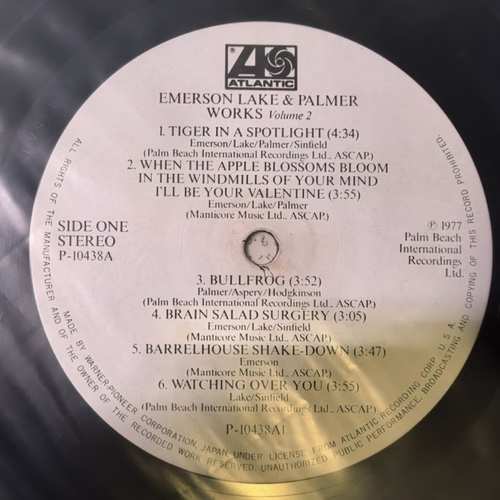 ATLANTIC
EMERSON LAKE & PALMER
WORKS Volume 2
1. TIGER IN A SPOTLIGHT (4:34)
Emerson/Lake/Palmer/Sinfield
(Palm Beach International Recordings Ltd., ASCAP.)
2. WHEN THE APPLE BLOSSOMS BLOOM
IN THE WINDMILLS OF YOUR MIND
I'LL BE YOUR VALENTINE (3:55)
Emerson/Lake/Palmer
(Manticore Music Ltd., ASCAP.)
SIDE ONE
STEREO
P-10438A
Ⓟ 1977
Palm Beach
International
Recordings
Ltd.
3. BULLFROG (3:52)
Palmer/Aspery/Hodgkinson
(Palm Beach International Recordings Ltd., ASCAP.)
4. BRAIN SALAD SURGERY (3:05)
Emerson/Lake/Sinfield
(Manticore Music Ltd., ASCAP.)
5. BARRELHOUSE SHAKE-DOWN (3:47)
Emerson
(Manticore Music Ltd., ASCAP.)
6. WATCHING OVER YOU (3:55)
Lake/Sinfield
(Palm Beach International Recordings Ltd., ASCAP.)
P-10438A1
MADE BY WARNER-PIONEER CORPORATION, JAPAN UNDER LICENSE FROM ATLANTIC RECORDING CORP. U.S.A.
ALL RIGHTS OF THE MANUFACTURER AND OF THE OWNER OF THE RECORDED WORK RESERVED. UNAUTHORIZED PUBLIC PERFORMANCE, BROADCASTING AND COPYING OF THIS RECORD PROHIBITED.